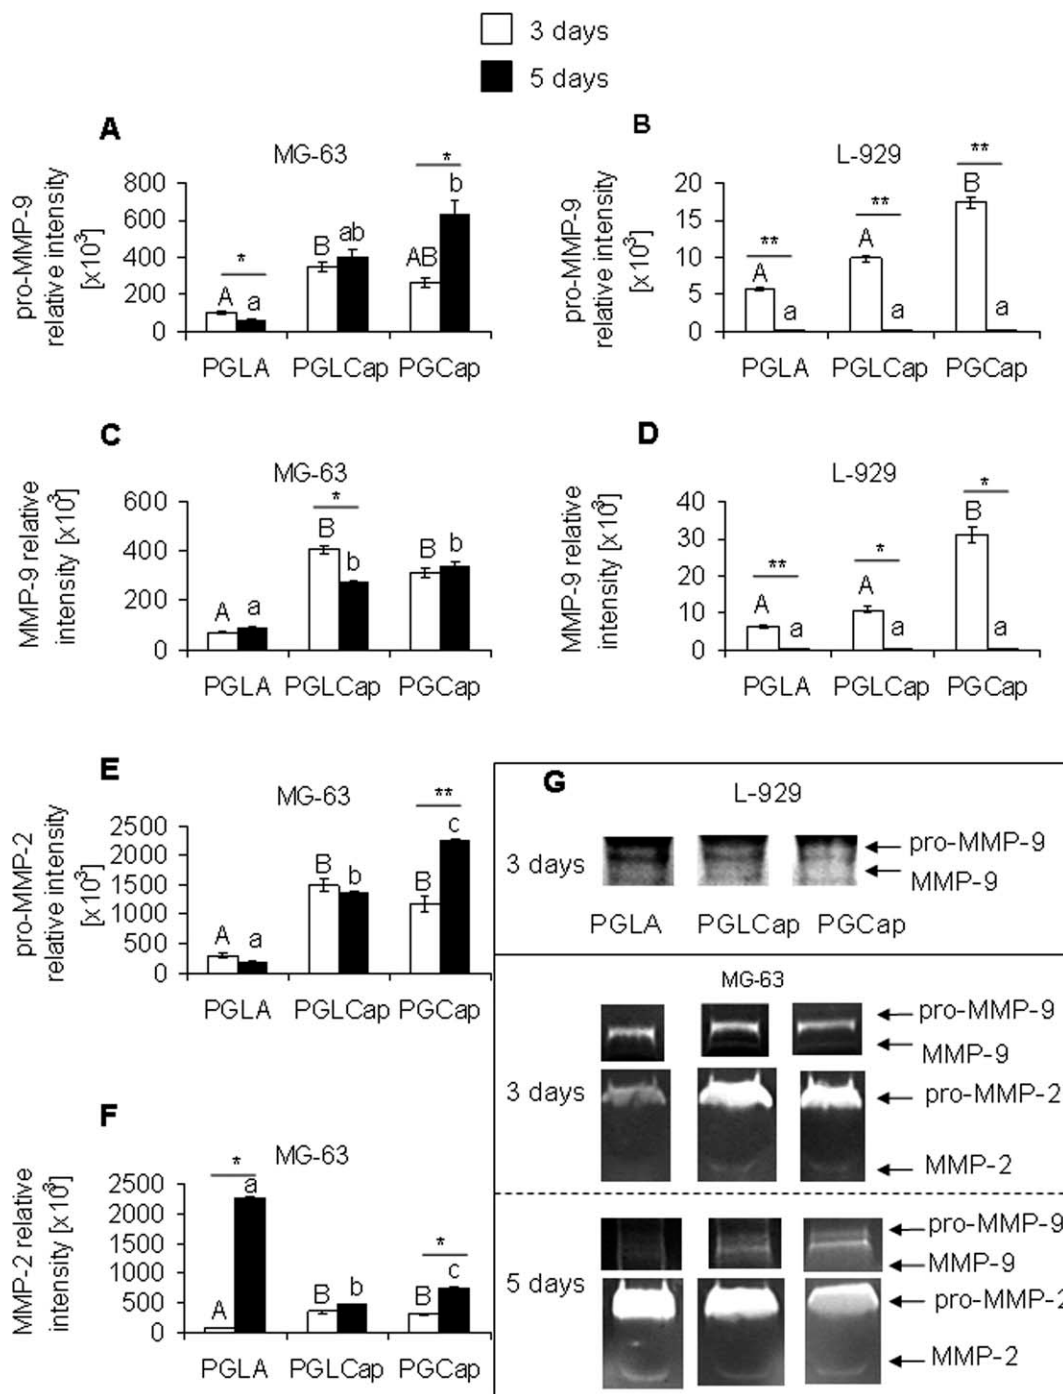 3 days
5 days
A
MG-63
pro-MMP-9
relative intensity
[x10³]
800
600
400
200
0
*
*
A
a
B
ab
AB
b
PGLA PGLCap PGCap
B
L-929
pro-MMP-9
relative intensity
[x10³]
20
15
10
5
0
**
**
**
A
a
A
a
B
a
PGLA PGLCap PGCap
C
MG-63
MMP-9 relative
intensity [x10³]
600
400
200
0
*
A
a
B
b
B
b
PGLA PGLCap PGCap
D
L-929
MMP-9 relative
intensity [x10³]
40
30
20
10
0
**
*
*
A
a
A
a
B
a
PGLA PGLCap PGCap
E
MG-63
pro-MMP-2
relative intensity
[x10³]
2500
2000
1500
1000
500
0
**
A
a
B
b
B
c
PGLA PGLCap PGCap
F
MG-63
MMP-2 relative
intensity [x10³]
2500
2000
1500
1000
500
0
*
*
A
a
B
b
B
c
PGLA PGLCap PGCap
G
L-929
3 days
pro-MMP-9
MMP-9
PGLA PGLCap PGCap
MG-63
3 days
pro-MMP-9
MMP-9
pro-MMP-2
MMP-2
5 days
pro-MMP-9
MMP-9
pro-MMP-2
MMP-2